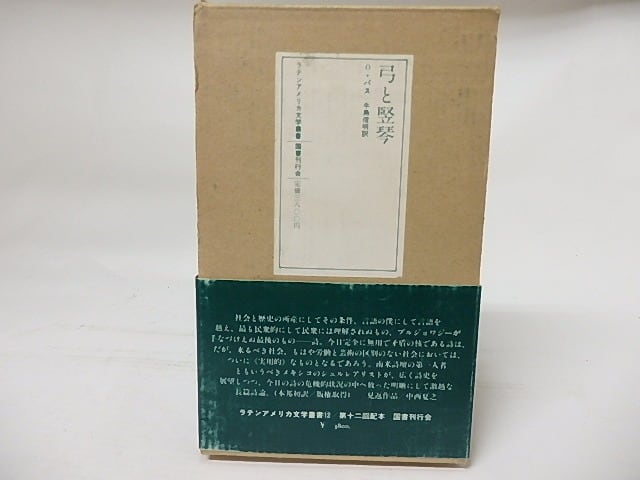 弓と竪琴
O・パス 牛島信明訳
ラテンアメリカ文学叢書 国書刊行会 定価三八〇〇円
社会と歴史の所産にしてその条件、言語の僕にして言語を
越え、最も民衆的にして民衆には理解されぬもの、ブルジョワジーが
『なづけえぬ最後のもの――詩。今日完全に無用で矛盾の権である詩は、
だが、来るべき社会、もはや労働と芸術の区別のない社会においては、
ついに〈実用的〉なものとなるであろう。南米詩壇の第一人者
ともいうべきメキシコのシュルレアリストが、広く詩史を
展望しつつ、今日の詩の危機的状況の中へ放った明晰にして激越な
長篇詩論。(本邦初訳/版権取得) 見返作品 中西夏之
ラテンアメリカ文学叢書12/第十二回配本 国書刊行会
¥ 3800.